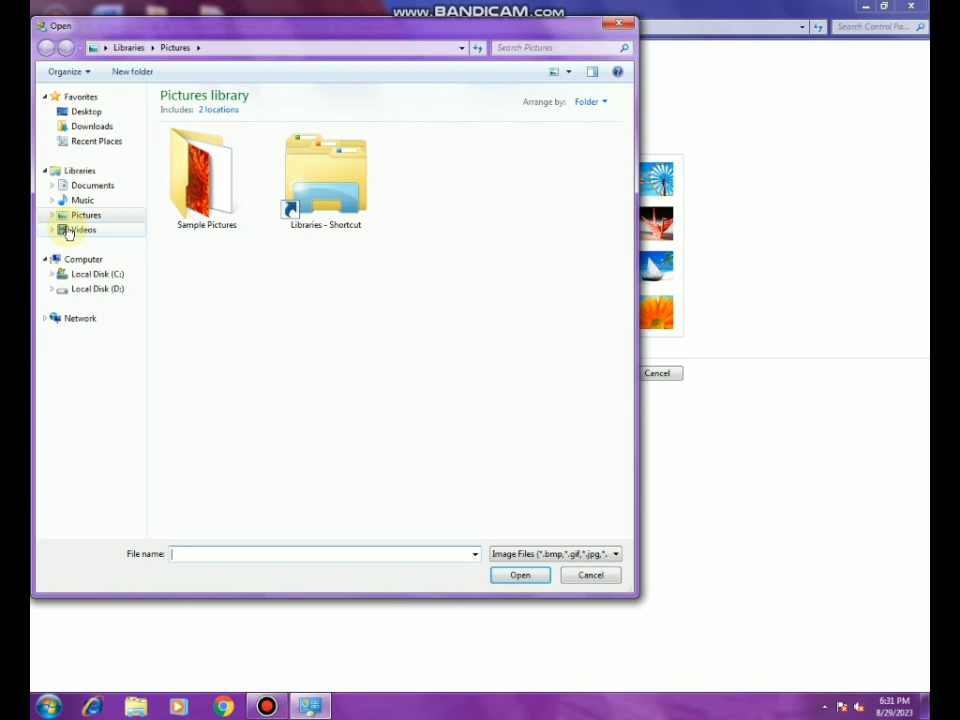 WWW.BANDICAM.COM
Open
Libraries
Pictures
Search Pictures
Search Control Pa...
Organize
New folder
Favorites
Desktop
Downloads
Recent Places
Libraries
Documents
Music
Pictures
Videos
Computer
Local Disk (C:)
Local Disk (D:)
Network
Pictures library
Includes: 2 locations
Arrange by: Folder
Sample Pictures
Libraries - Shortcut
Cancel
File name:
Image Files (*.bmp,*.gif,*.jpg,*.
Open
Cancel
6:31 PM
8/29/2023